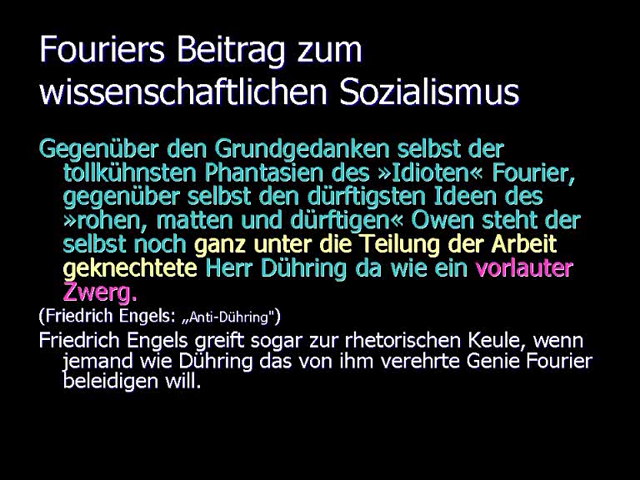 Fouriers Beitrag zum
wissenschaftlichen Sozialismus
Gegenüber den Grundgedanken selbst der
tollkühnsten Phantasien des »Idioten« Fourier,
gegenüber selbst den dürftigsten Ideen des
»rohen, matten und dürftigen« Owen steht der
selbst noch ganz unter die Teilung der Arbeit
geknechtete Herr Dühring da wie ein vorlauter
Zwerg.
(Friedrich Engels: „Anti-Dühring")
Friedrich Engels greift sogar zur rhetorischen Keule, wenn
jemand wie Dühring das von ihm verehrte Genie Fourier
beleidigen will.